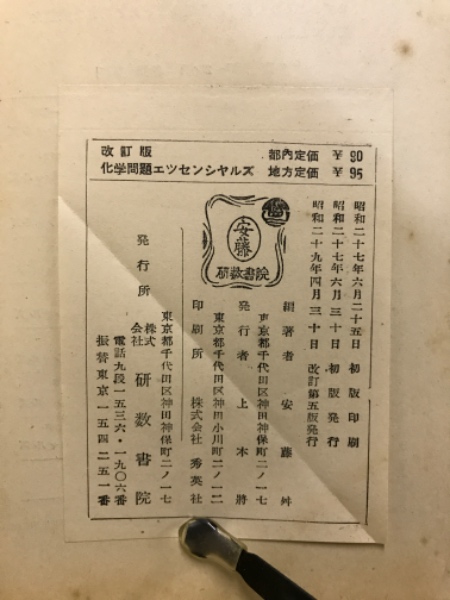 改訂版 都内定価 ¥ 90
化学問題エツセンシヤルズ 地方定価 ¥ 95
昭和二十七年六月二十五日 初版印刷
昭和二十七年六月三十日 初版発行
昭和二十九年四月三十日 改訂第五版発行
安藤
研数書院
編著者 安藤舜
東京都千代田区神田神保町二ノ一七
発行者 上木将
東京都千代田区神田小川町二ノ一二
印刷所 株式会社 秀英社
東京都千代田区神田神保町二ノ一七
発行所 株式会社 研数書院
電話九段一五三六・一九〇六番
振替東京一五四二五一番